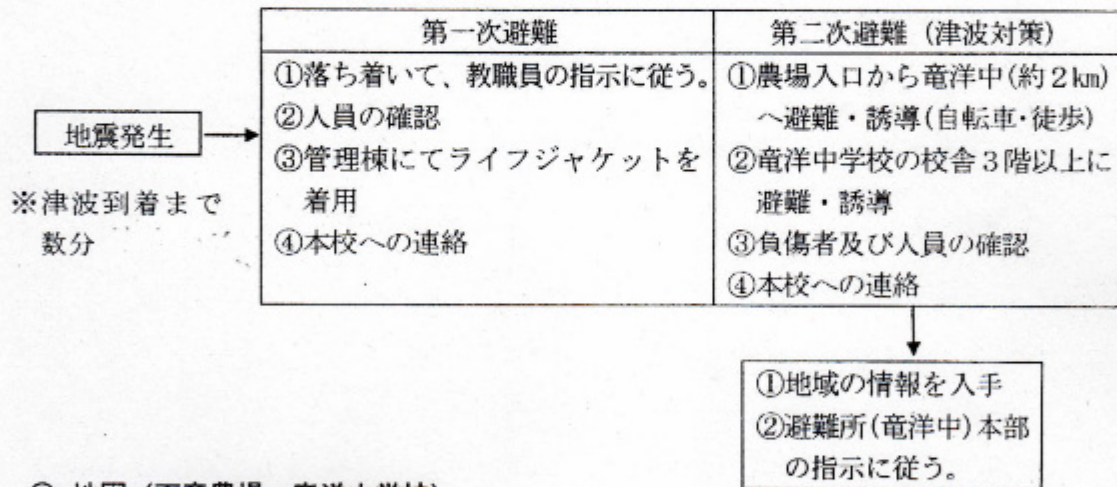 地震発生
※津波到着まで
数分
第一次避難
①落ち着いて、教職員の指示に従う。
②人員の確認
③管理棟にてライフジャケットを
着用
④本校への連絡
第二次避難（津波対策）
①農場入口から竜洋中(約２km)
へ避難・誘導(自転車・徒歩)
②竜洋中学校の校舎３階以上に
避難・誘導
③負傷者及び人員の確認
④本校への連絡
①地域の情報を入手
②避難所(竜洋中)本部
の指示に従う。